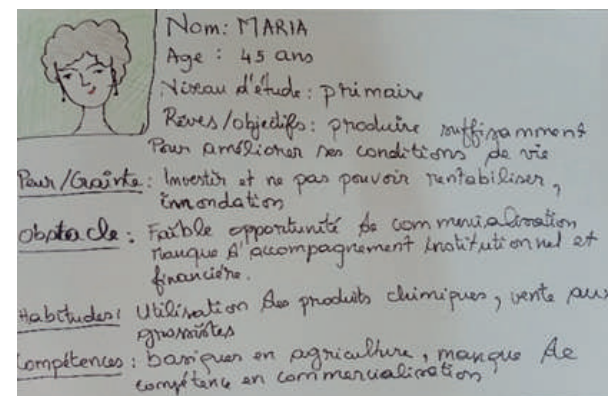 Nom: MARIA
Age : 45 ans
Niveau d'étude: primaire
Rêves/objectifs: produire suffisamment
Pour améliorer ses conditions de vie
Peur/Crainte: Investir et ne pas pouvoir rentabiliser,
innondation
Obstacle: Faible opportunité de commercialisation
manque d'accompagnement institutionnel et
financière.
Habitudes: Utilisation des produits chimiques, vente aux
grossistes
Compétences: basiques en agriculture, manque de
compétence en commercialisation